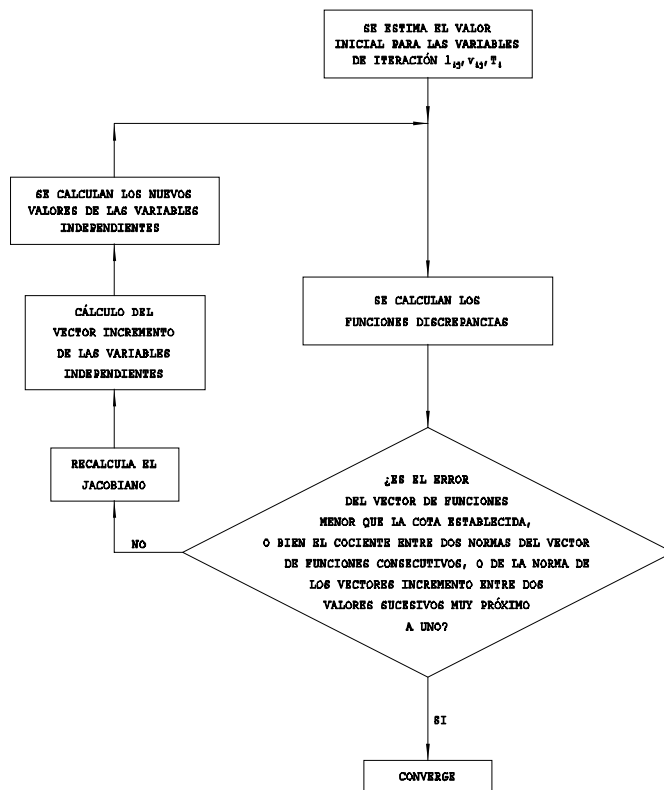 SE ESTIMA EL VALOR
INICIAL PARA LAS VARIABLES
DE ITERACIÓN l_ij, v_ij, T_i
SE CALCULAN LOS NUEVOS
VALORES DE LAS VARIABLES
INDEPENDIENTES
CÁLCULO DEL
VECTOR INCREMENTO
DE LAS VARIABLES
INDEPENDIENTES
SE CALCULAN LOS
FUNCIONES DISCREPANCIAS
RECALCULA EL
JACOBIANO
NO
¿ES EL ERROR
DEL VECTOR DE FUNCIONES
MENOR QUE LA COTA ESTABLECIDA,
O BIEN EL COCIENTE ENTRE DOS NORMAS DEL VECTOR
DE FUNCIONES CONSECUTIVOS, O DE LA NORMA DE
LOS VECTORES INCREMENTO ENTRE DOS
VALORES SUCESIVOS MUY PRÓXIMO
A UNO?
SI
CONVERGE